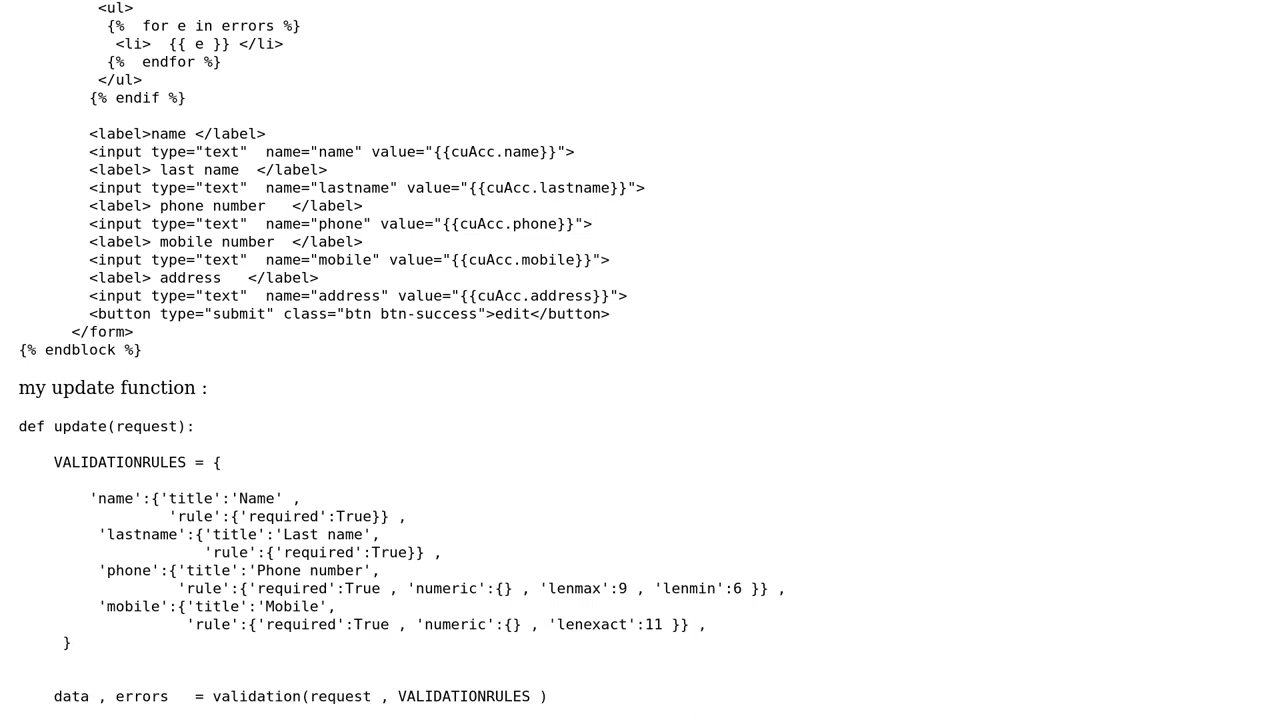 <ul>
{%  for e in errors %}
<li>  {{ e }} </li>
{%  endfor %}
</ul>
{% endif %}
<label>name </label>
<input type="text"  name="name" value="{{cuAcc.name}}">
<label> last name  </label>
<input type="text"  name="lastname" value="{{cuAcc.lastname}}">
<label> phone number   </label>
<input type="text"  name="phone" value="{{cuAcc.phone}}">
<label> mobile number  </label>
<input type="text"  name="mobile" value="{{cuAcc.mobile}}">
<label> address   </label>
<input type="text"  name="address" value="{{cuAcc.address}}">
<button type="submit" class="btn btn-success">edit</button>
</form>
{% endblock %}
my update function :
def update(request):
VALIDATIONRULES = {
'name':{'title':'Name' ,
'rule':{'required':True}} ,
'lastname':{'title':'Last name',
'rule':{'required':True}} ,
'phone':{'title':'Phone number',
'rule':{'required':True , 'numeric':{} , 'lenmax':9 , 'lenmin':6 }} ,
'mobile':{'title':'Mobile',
'rule':{'required':True , 'numeric':{} , 'lenexact':11 }} ,
}
data , errors   = validation(request , VALIDATIONRULES )